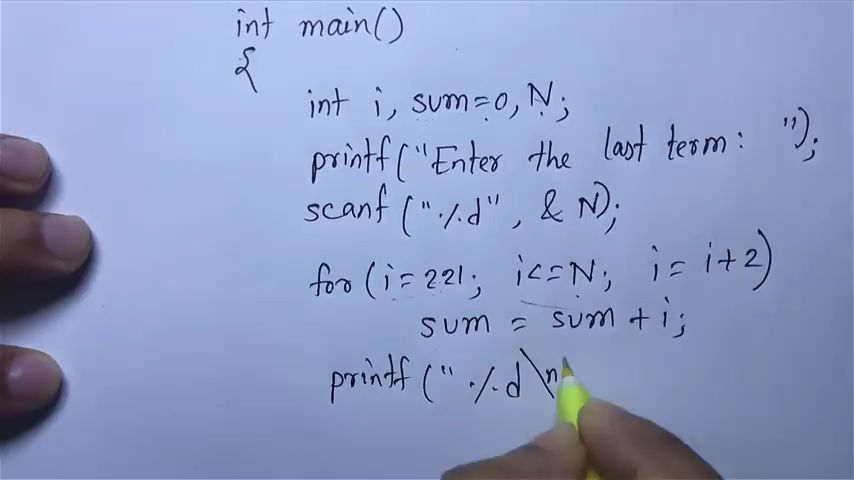 int main()
{
int i, sum=0, N;
printf("Enter the last term: ");
scanf ("%d", & N);
for (i=221; i<=N; i= i+2)
sum = sum + i;
printf ("%d\n